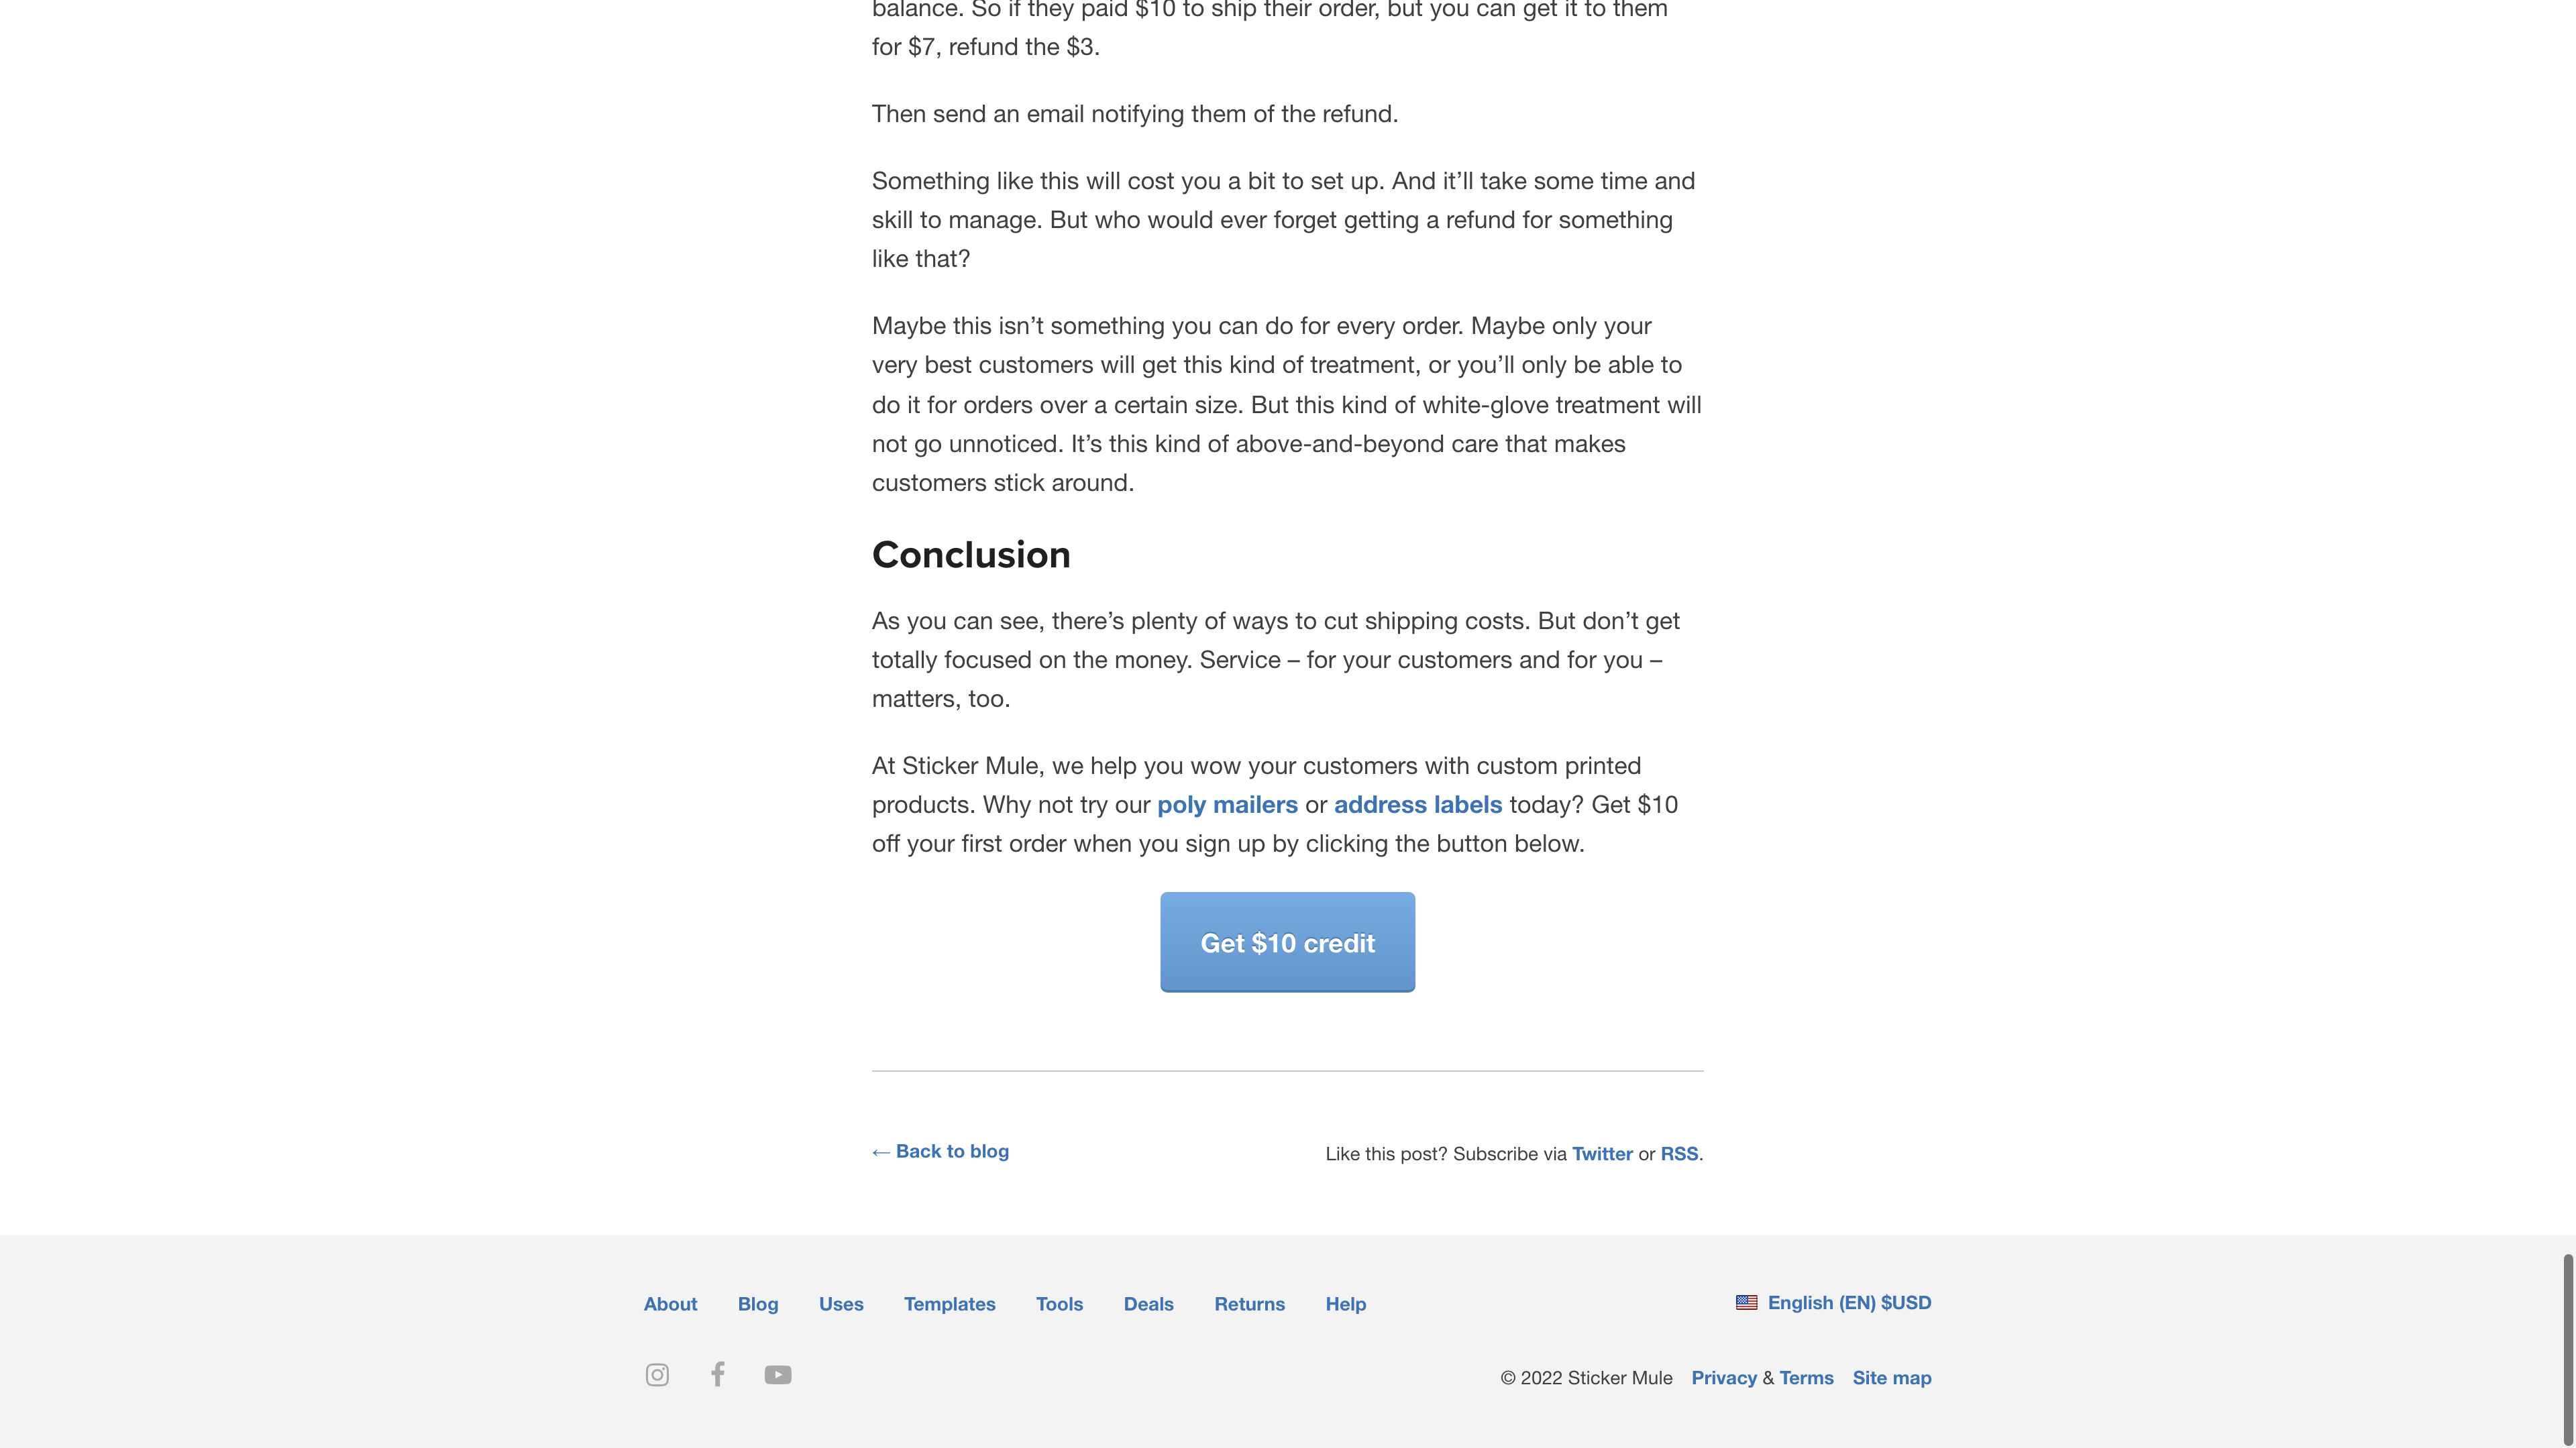 balance. So if they paid $10 to ship their order, but you can get it to them
for $7, refund the $3.
Then send an email notifying them of the refund.
Something like this will cost you a bit to set up. And it’ll take some time and
skill to manage. But who would ever forget getting a refund for something
like that?
Maybe this isn’t something you can do for every order. Maybe only your
very best customers will get this kind of treatment, or you’ll only be able to
do it for orders over a certain size. But this kind of white-glove treatment will
not go unnoticed. It’s this kind of above-and-beyond care that makes
customers stick around.
Conclusion
As you can see, there’s plenty of ways to cut shipping costs. But don’t get
totally focused on the money. Service – for your customers and for you –
matters, too.
At Sticker Mule, we help you wow your customers with custom printed
products. Why not try our poly mailers or address labels today? Get $10
off your first order when you sign up by clicking the button below.
Get $10 credit
← Back to blog
Like this post? Subscribe via Twitter or RSS.
About Blog Uses Templates Tools Deals Returns Help
English (EN) $USD
© 2022 Sticker Mule Privacy & Terms Site map